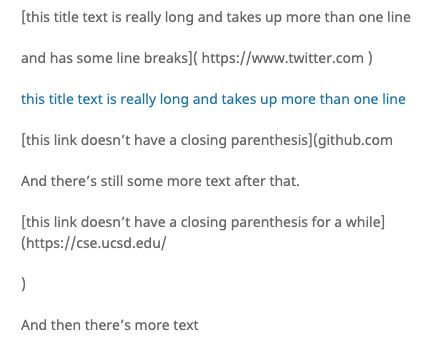 [this title text is really long and takes up more than one line
and has some line breaks]( https://www.twitter.com )
this title text is really long and takes up more than one line
[this link doesn’t have a closing parenthesis](github.com
And there’s still some more text after that.
[this link doesn’t have a closing parenthesis for a while]
(https://cse.ucsd.edu/
)
And then there’s more text